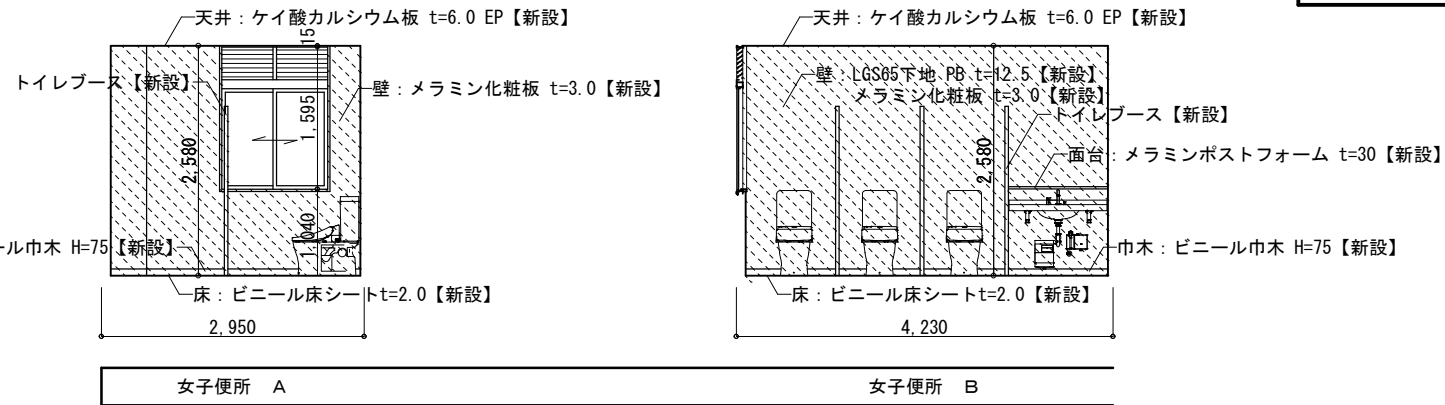 天井：ケイ酸カルシウム板 t=6.0 EP【新設】
トイレブース【新設】
壁：メラミン化粧板 t=3.0【新設】
15
1,595
2,580
1,040
ール巾木 H=75【新設】
床：ビニール床シートt=2.0【新設】
2,950
女子便所　A
天井：ケイ酸カルシウム板 t=6.0 EP【新設】
壁：LGS65下地 PB t=12.5【新設】
メラミン化粧板 t=3.0【新設】
トイレブース【新設】
2,580
面台：メラミンポストフォーム t=30【新設】
巾木：ビニール巾木 H=75【新設】
床：ビニール床シートt=2.0【新設】
4,230
女子便所　B